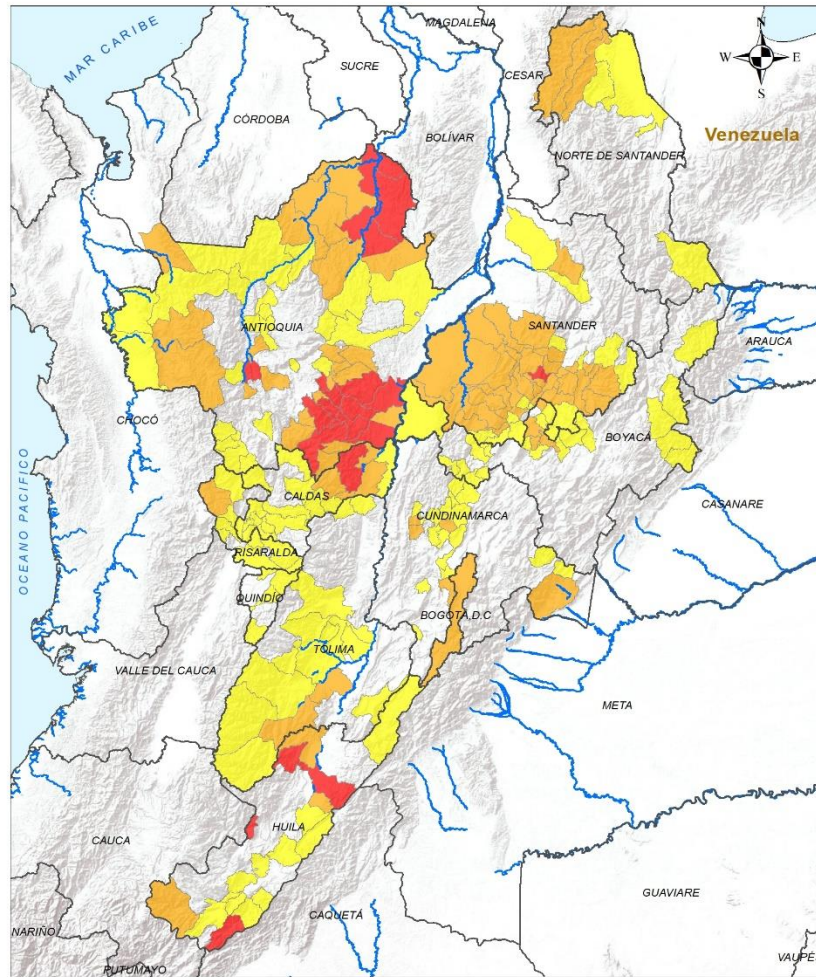 MAR CARIBE
MAGDALENA
SUCRE
CESAR
N
W
E
S
CÓRDOBA
BOLÍVAR
Venezuela
NORTE DE SANTANDER
ANTIOQUIA
SANTANDER
ARAUCA
CHOCÓ
BOYACÁ
OCEANO PACIFICO
CALDAS
CUNDINAMARCA
CASANARE
RISARALDA
QUINDÍO
BOGOTÁ, D.C
TOLIMA
VALLE DEL CAUCA
META
HUILA
CAUCA
GUAVIARE
CAQUETÁ
NARIÑO
PUTUMAYO
VAUPÉ